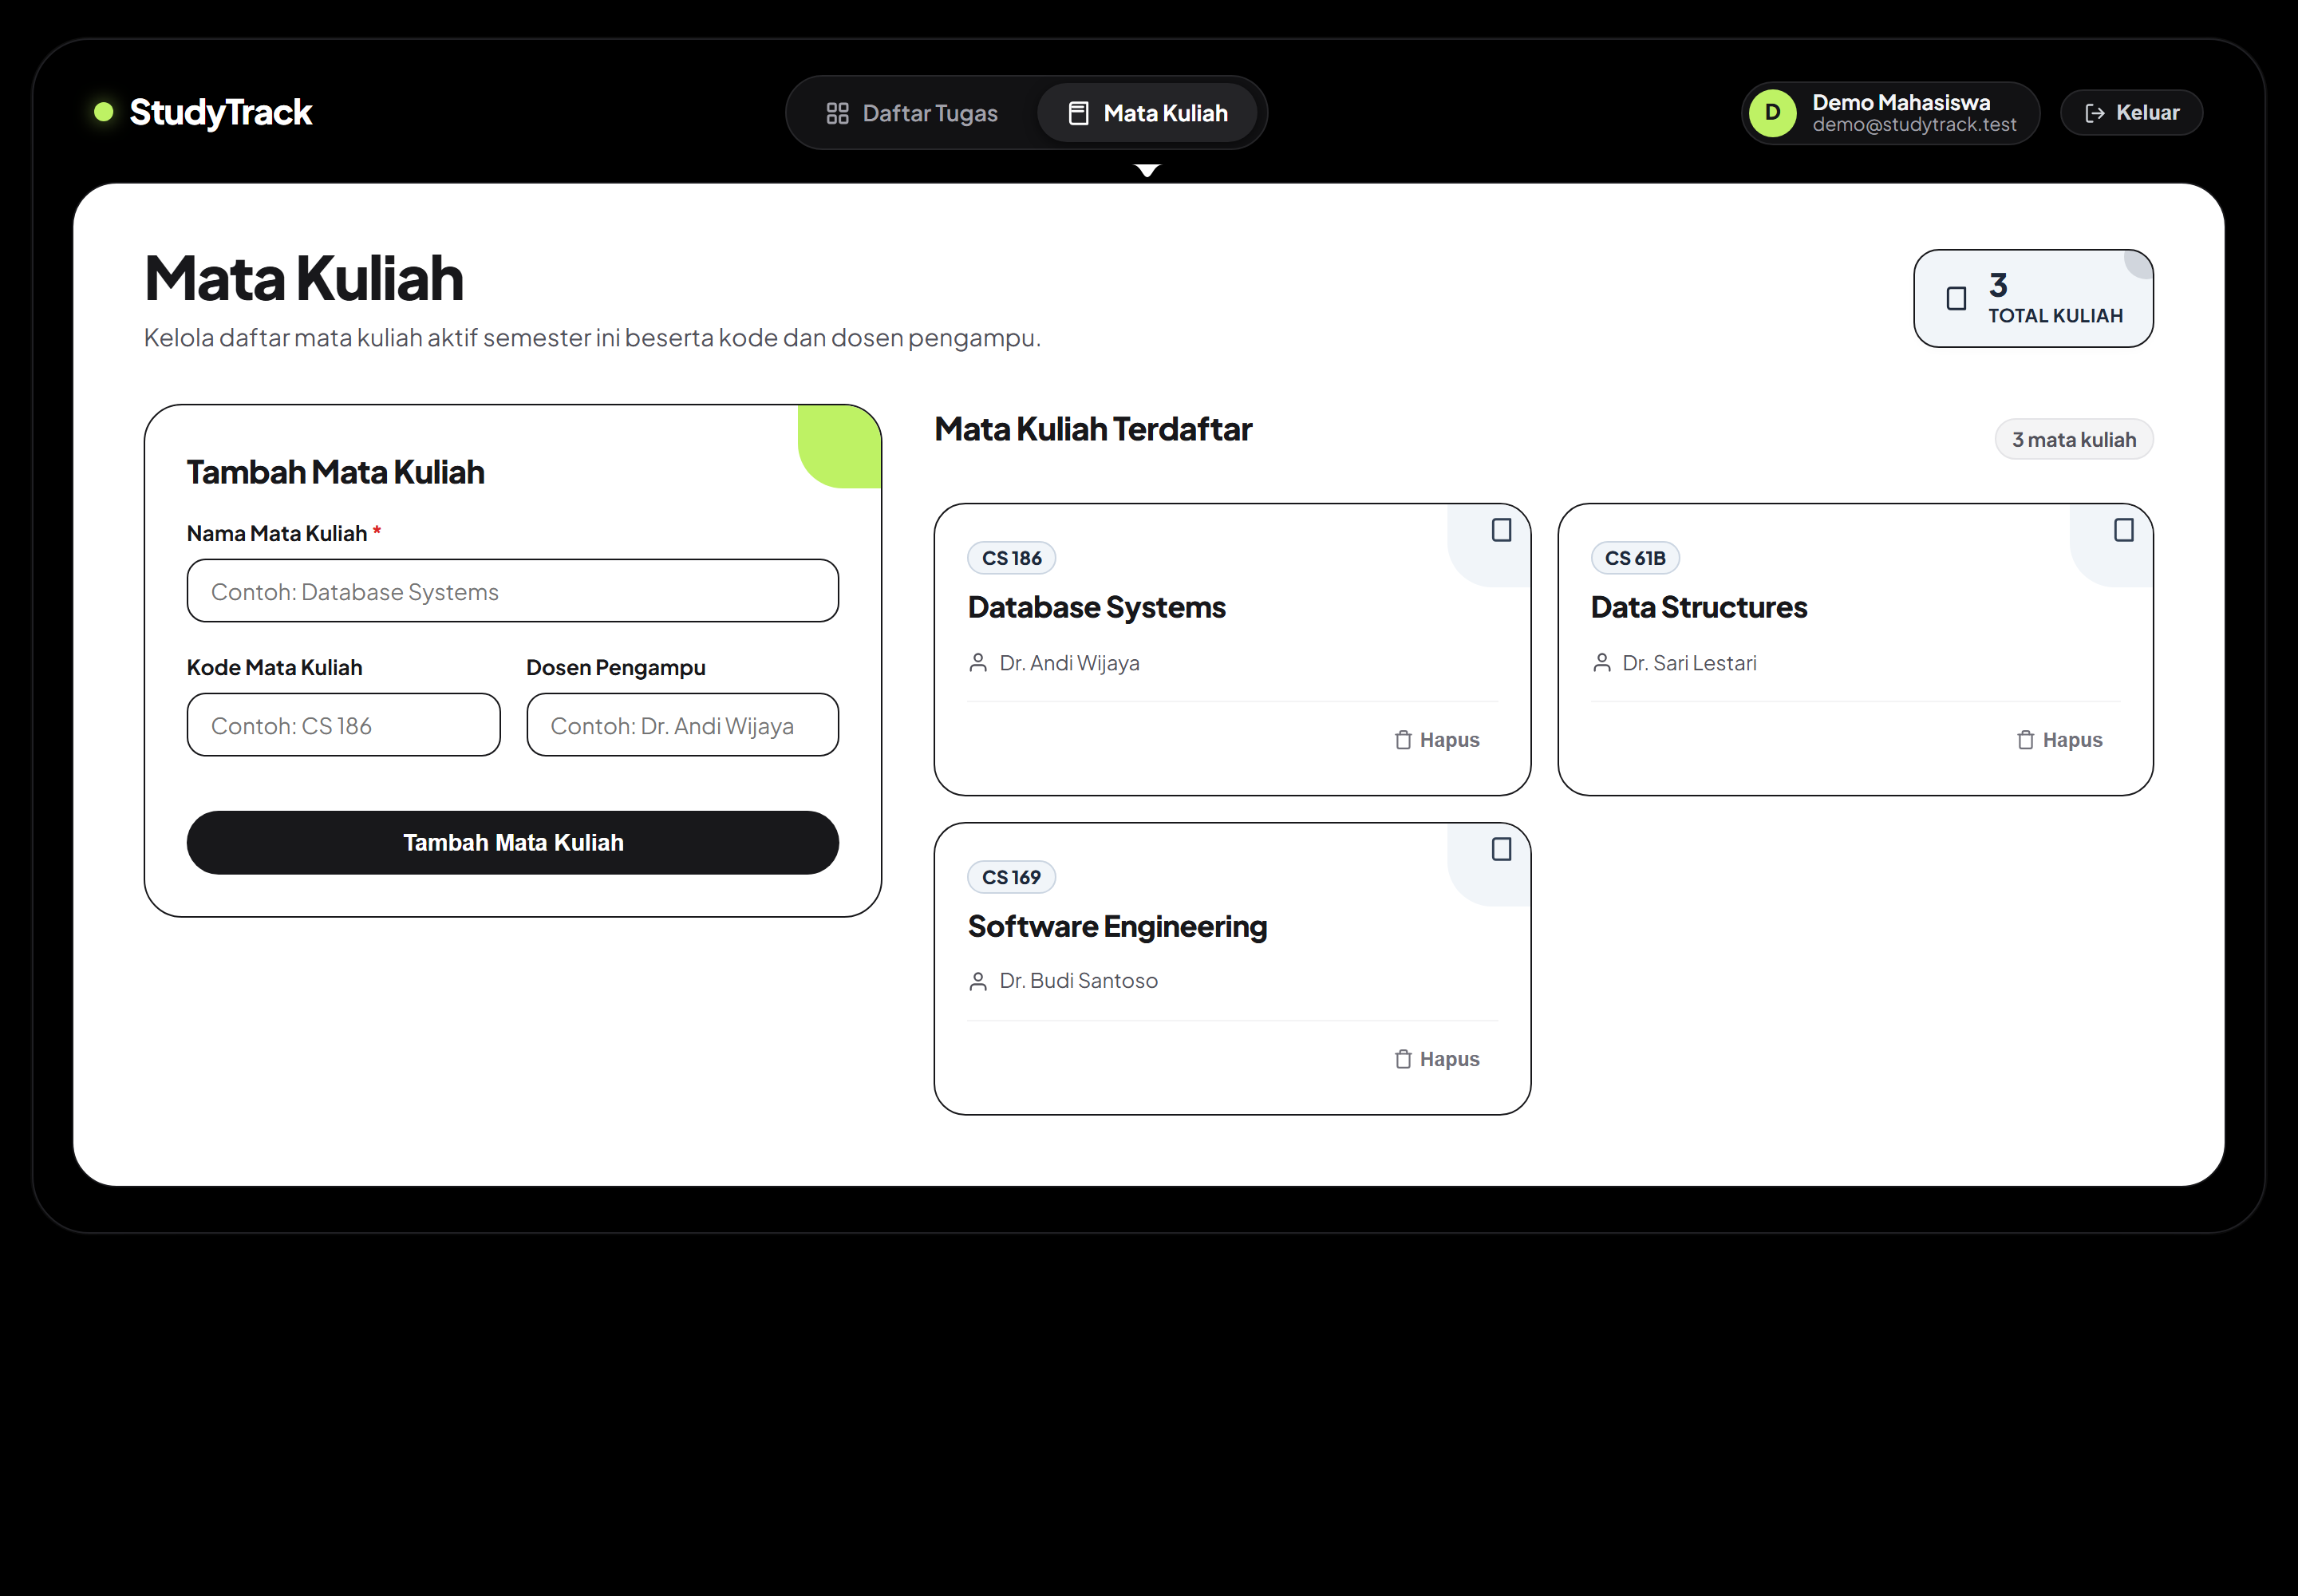 StudyTrack
Daftar Tugas
Mata Kuliah
D
Demo Mahasiswa
demo@studytrack.test
Keluar
Mata Kuliah
Kelola daftar mata kuliah aktif semester ini beserta kode dan dosen pengampu.
3
TOTAL KULIAH
Tambah Mata Kuliah
Nama Mata Kuliah *
Contoh: Database Systems
Kode Mata Kuliah
Dosen Pengampu
Contoh: CS 186
Contoh: Dr. Andi Wijaya
Tambah Mata Kuliah
Mata Kuliah Terdaftar
3 mata kuliah
CS 186
Database Systems
Dr. Andi Wijaya
Hapus
CS 61B
Data Structures
Dr. Sari Lestari
Hapus
CS 169
Software Engineering
Dr. Budi Santoso
Hapus